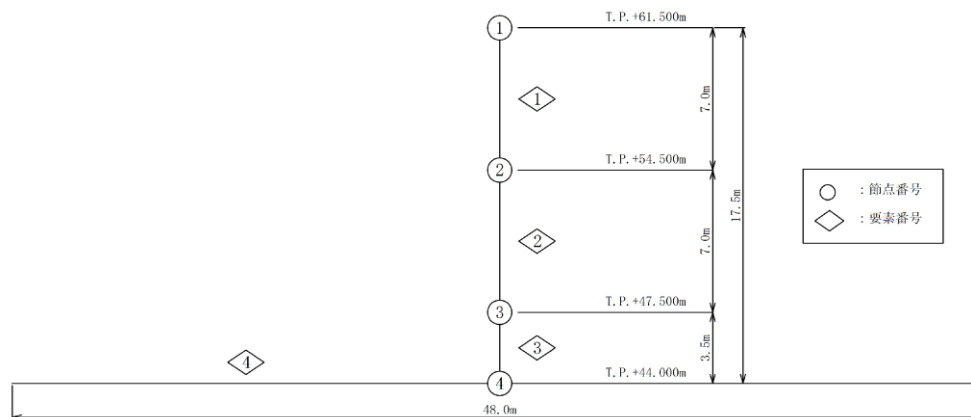 T.P.+61.500m
1
1
7.0m
T.P.+54.500m
2
17.5m
○ :節点番号
◇ :要素番号
2
7.0m
T.P.+47.500m
3
3
3.5m
4
T.P.+44.000m
4
48.0m